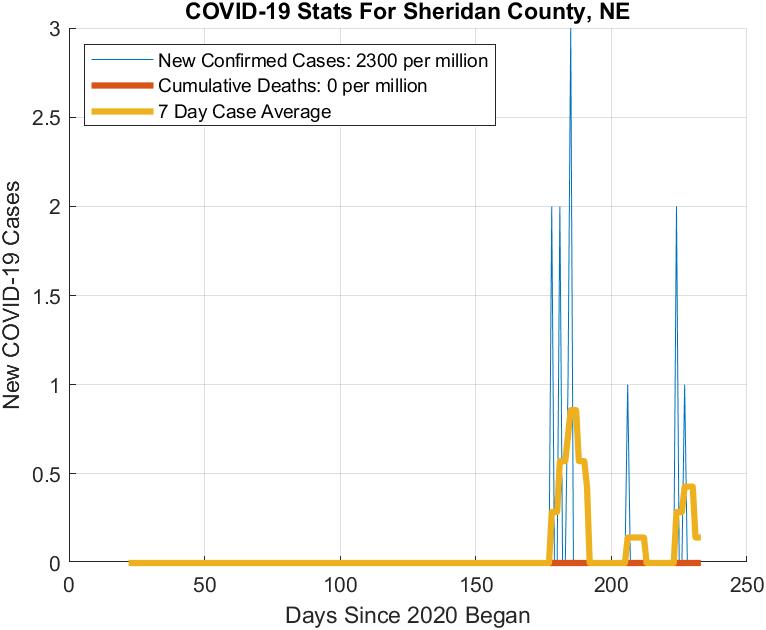 COVID-19 Stats For Sheridan County, NE
New Confirmed Cases: 2300 per million
Cumulative Deaths: 0 per million
7 Day Case Average
New COVID-19 Cases
3
2.5
2
1.5
1
0.5
0
0 50 100 150 200 250
Days Since 2020 Began